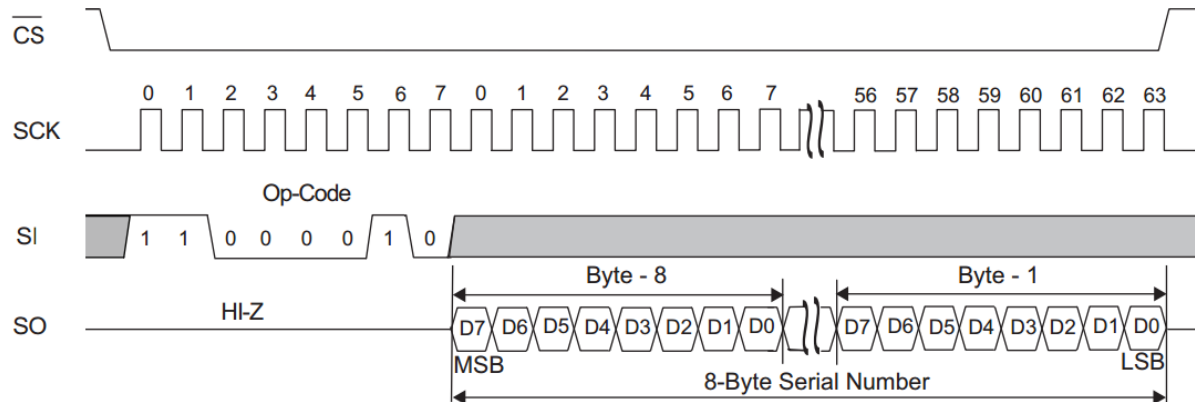 CS
0 1 2 3 4 5 6 7 0 1 2 3 4 5 6 7 56 57 58 59 60 61 62 63
SCK
Op-Code
SI 1 1 0 0 0 0 1 0
Byte - 8 Byte - 1
HI-Z
SO D7 D6 D5 D4 D3 D2 D1 D0 D7 D6 D5 D4 D3 D2 D1 D0
MSB LSB
8-Byte Serial Number